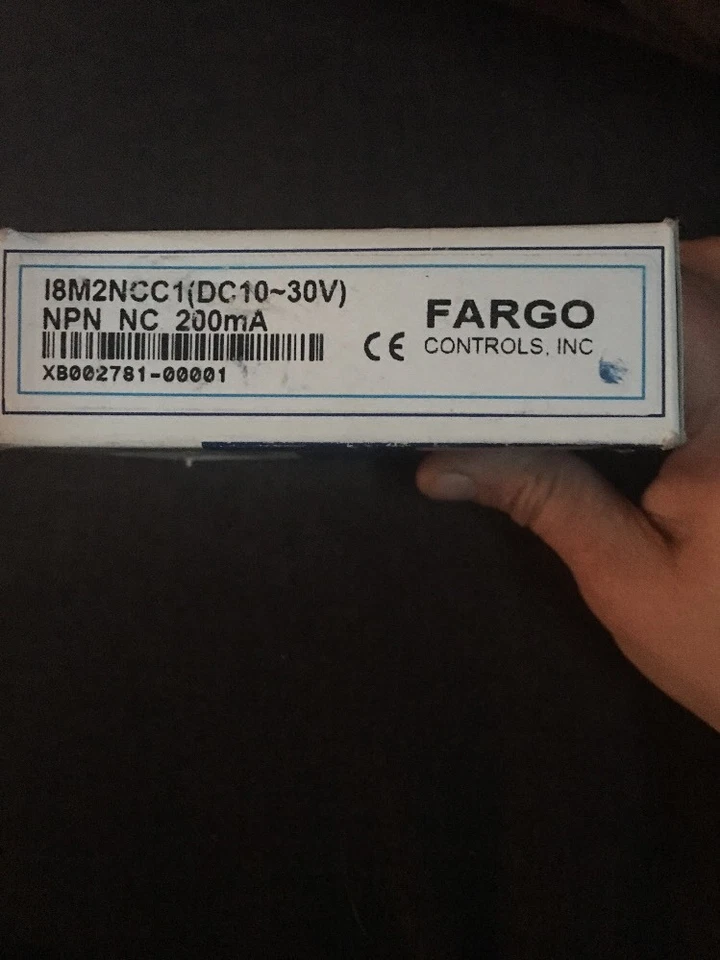 I8M2NCC1(DC10~30V)
NPN NC 200mA
XB002781-00001
CE
FARGO
CONTROLS, INC